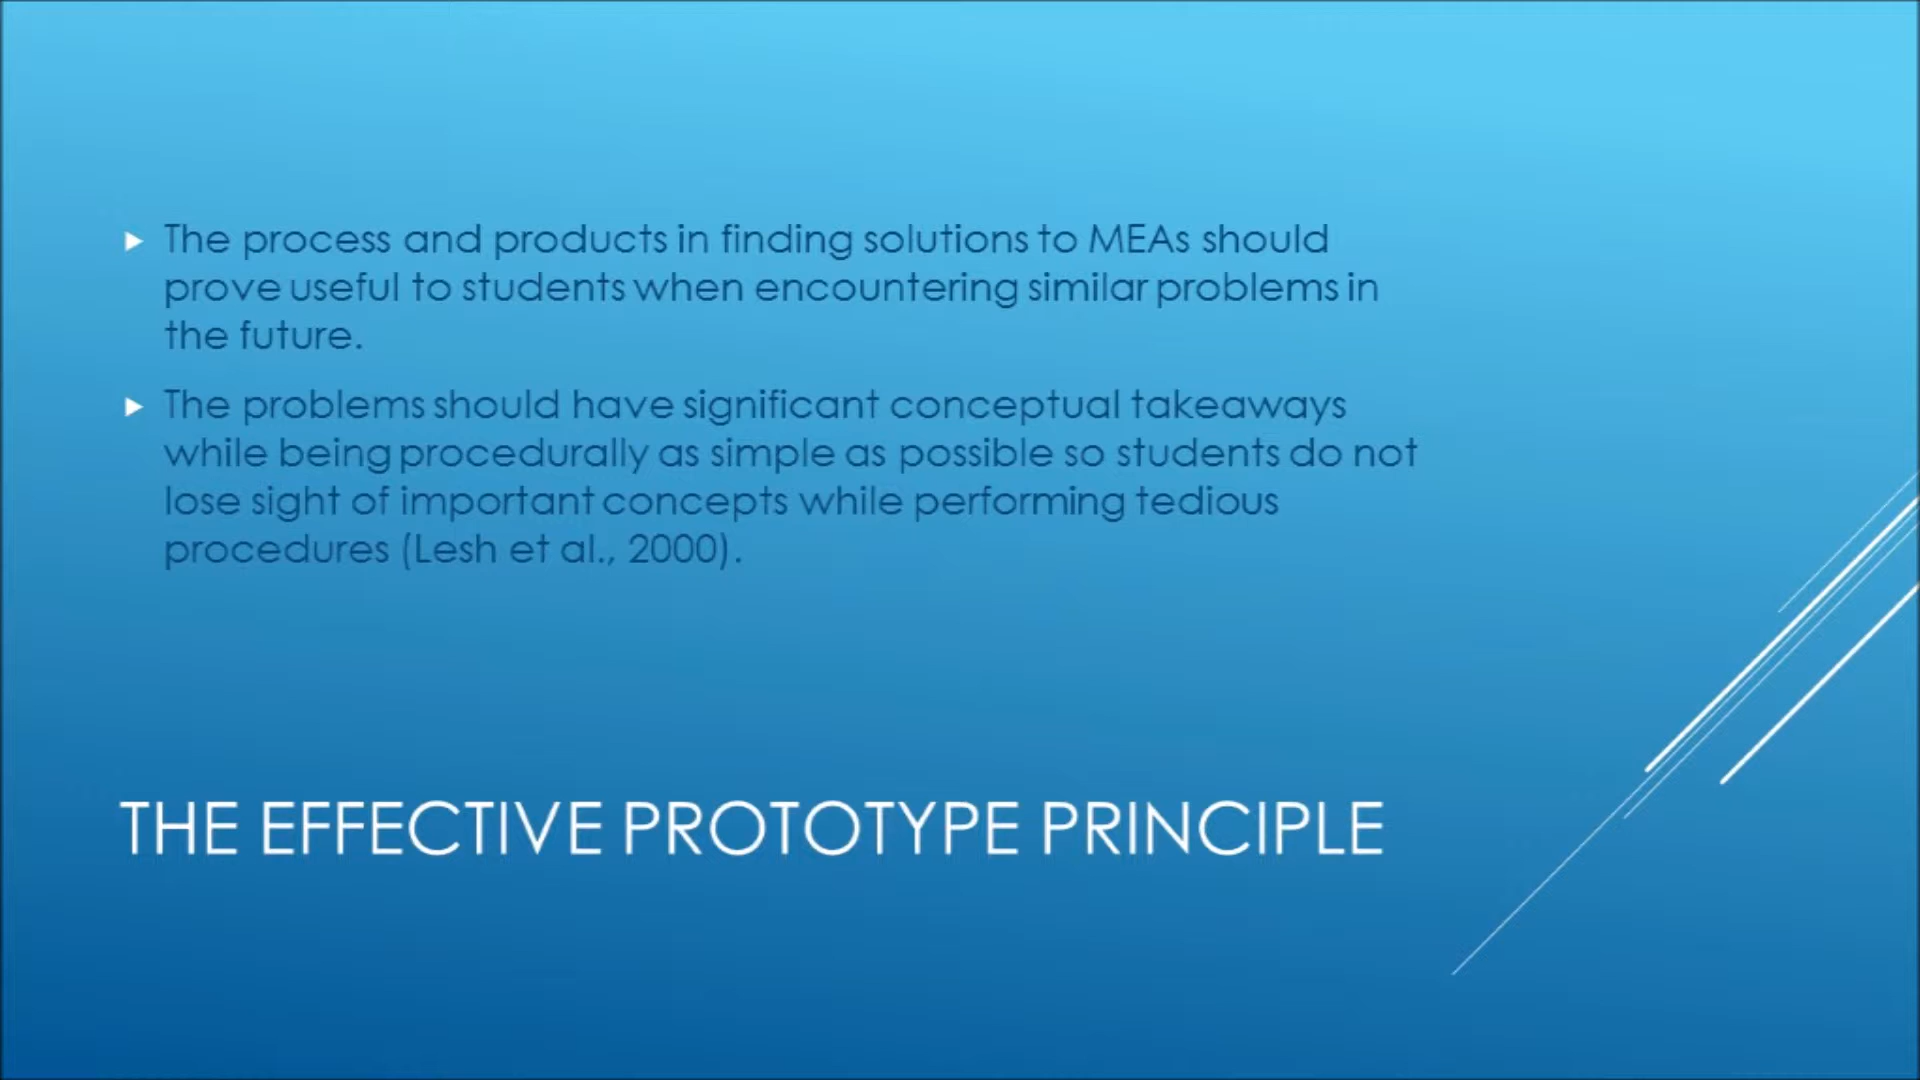 The process and products in finding solutions to MEAs should
prove useful to students when encountering similar problems in
the future.
The problems should have significant conceptual takeaways
while being procedurally as simple as possible so students do not
lose sight of important concepts while performing tedious
procedures (Lesh et al., 2000).
THE EFFECTIVE PROTOTYPE PRINCIPLE